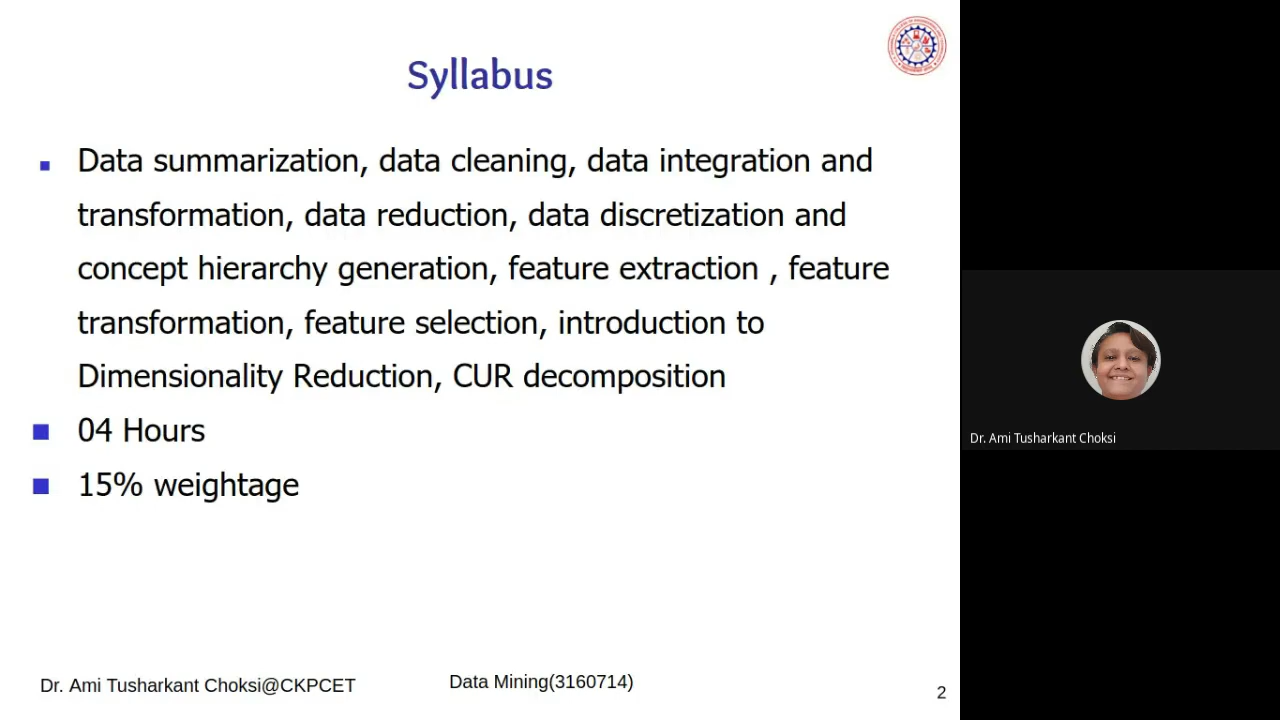 Syllabus
Data summarization, data cleaning, data integration and
transformation, data reduction, data discretization and
concept hierarchy generation, feature extraction , feature
transformation, feature selection, introduction to
Dimensionality Reduction, CUR decomposition
04 Hours
15% weightage
Dr. Ami Tusharkant Choksi@CKPCET
Data Mining(3160714)
2
Dr. Ami Tusharkant Choksi